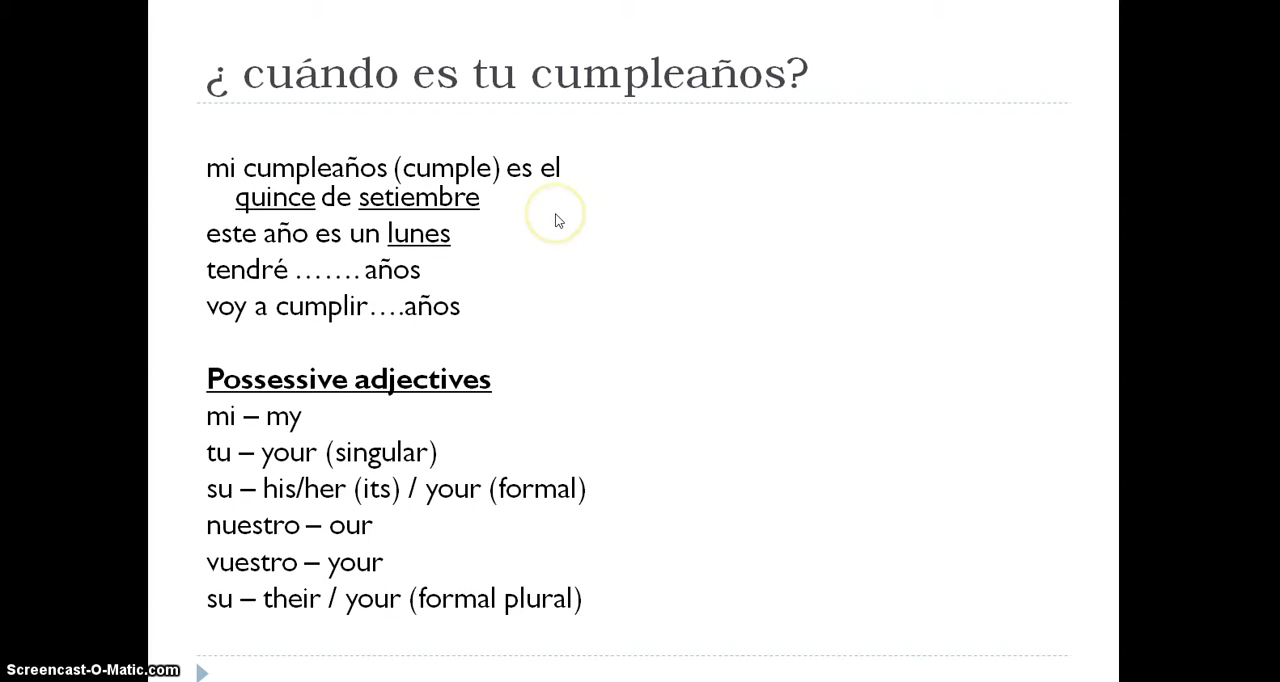 ¿ cuándo es tu cumpleaños?
mi cumpleaños (cumple) es el
quince de setiembre
este año es un lunes
tendré ....... años
voy a cumplir....años
Possessive adjectives
mi – my
tu – your (singular)
su – his/her (its) / your (formal)
nuestro – our
vuestro – your
su – their / your (formal plural)
Screencast-O-Matic.com